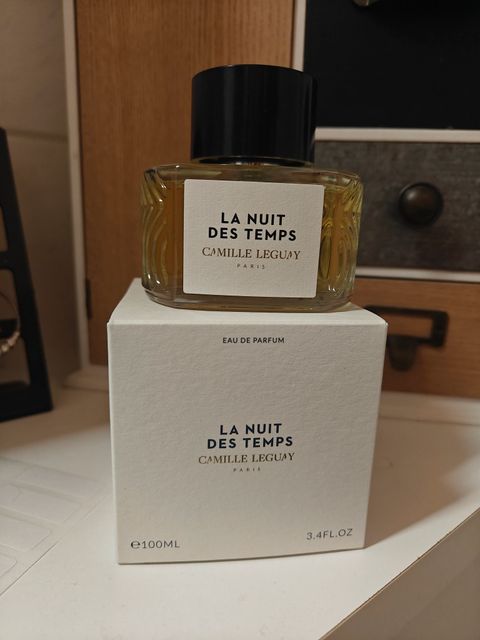 LA NUIT
DES TEMPS
CAMILLE LEGUAY
PARIS
EAU DE PARFUM
LA NUIT
DES TEMPS
CAMILLE LEGUAY
PARIS
℮100ML
3.4FL.OZ